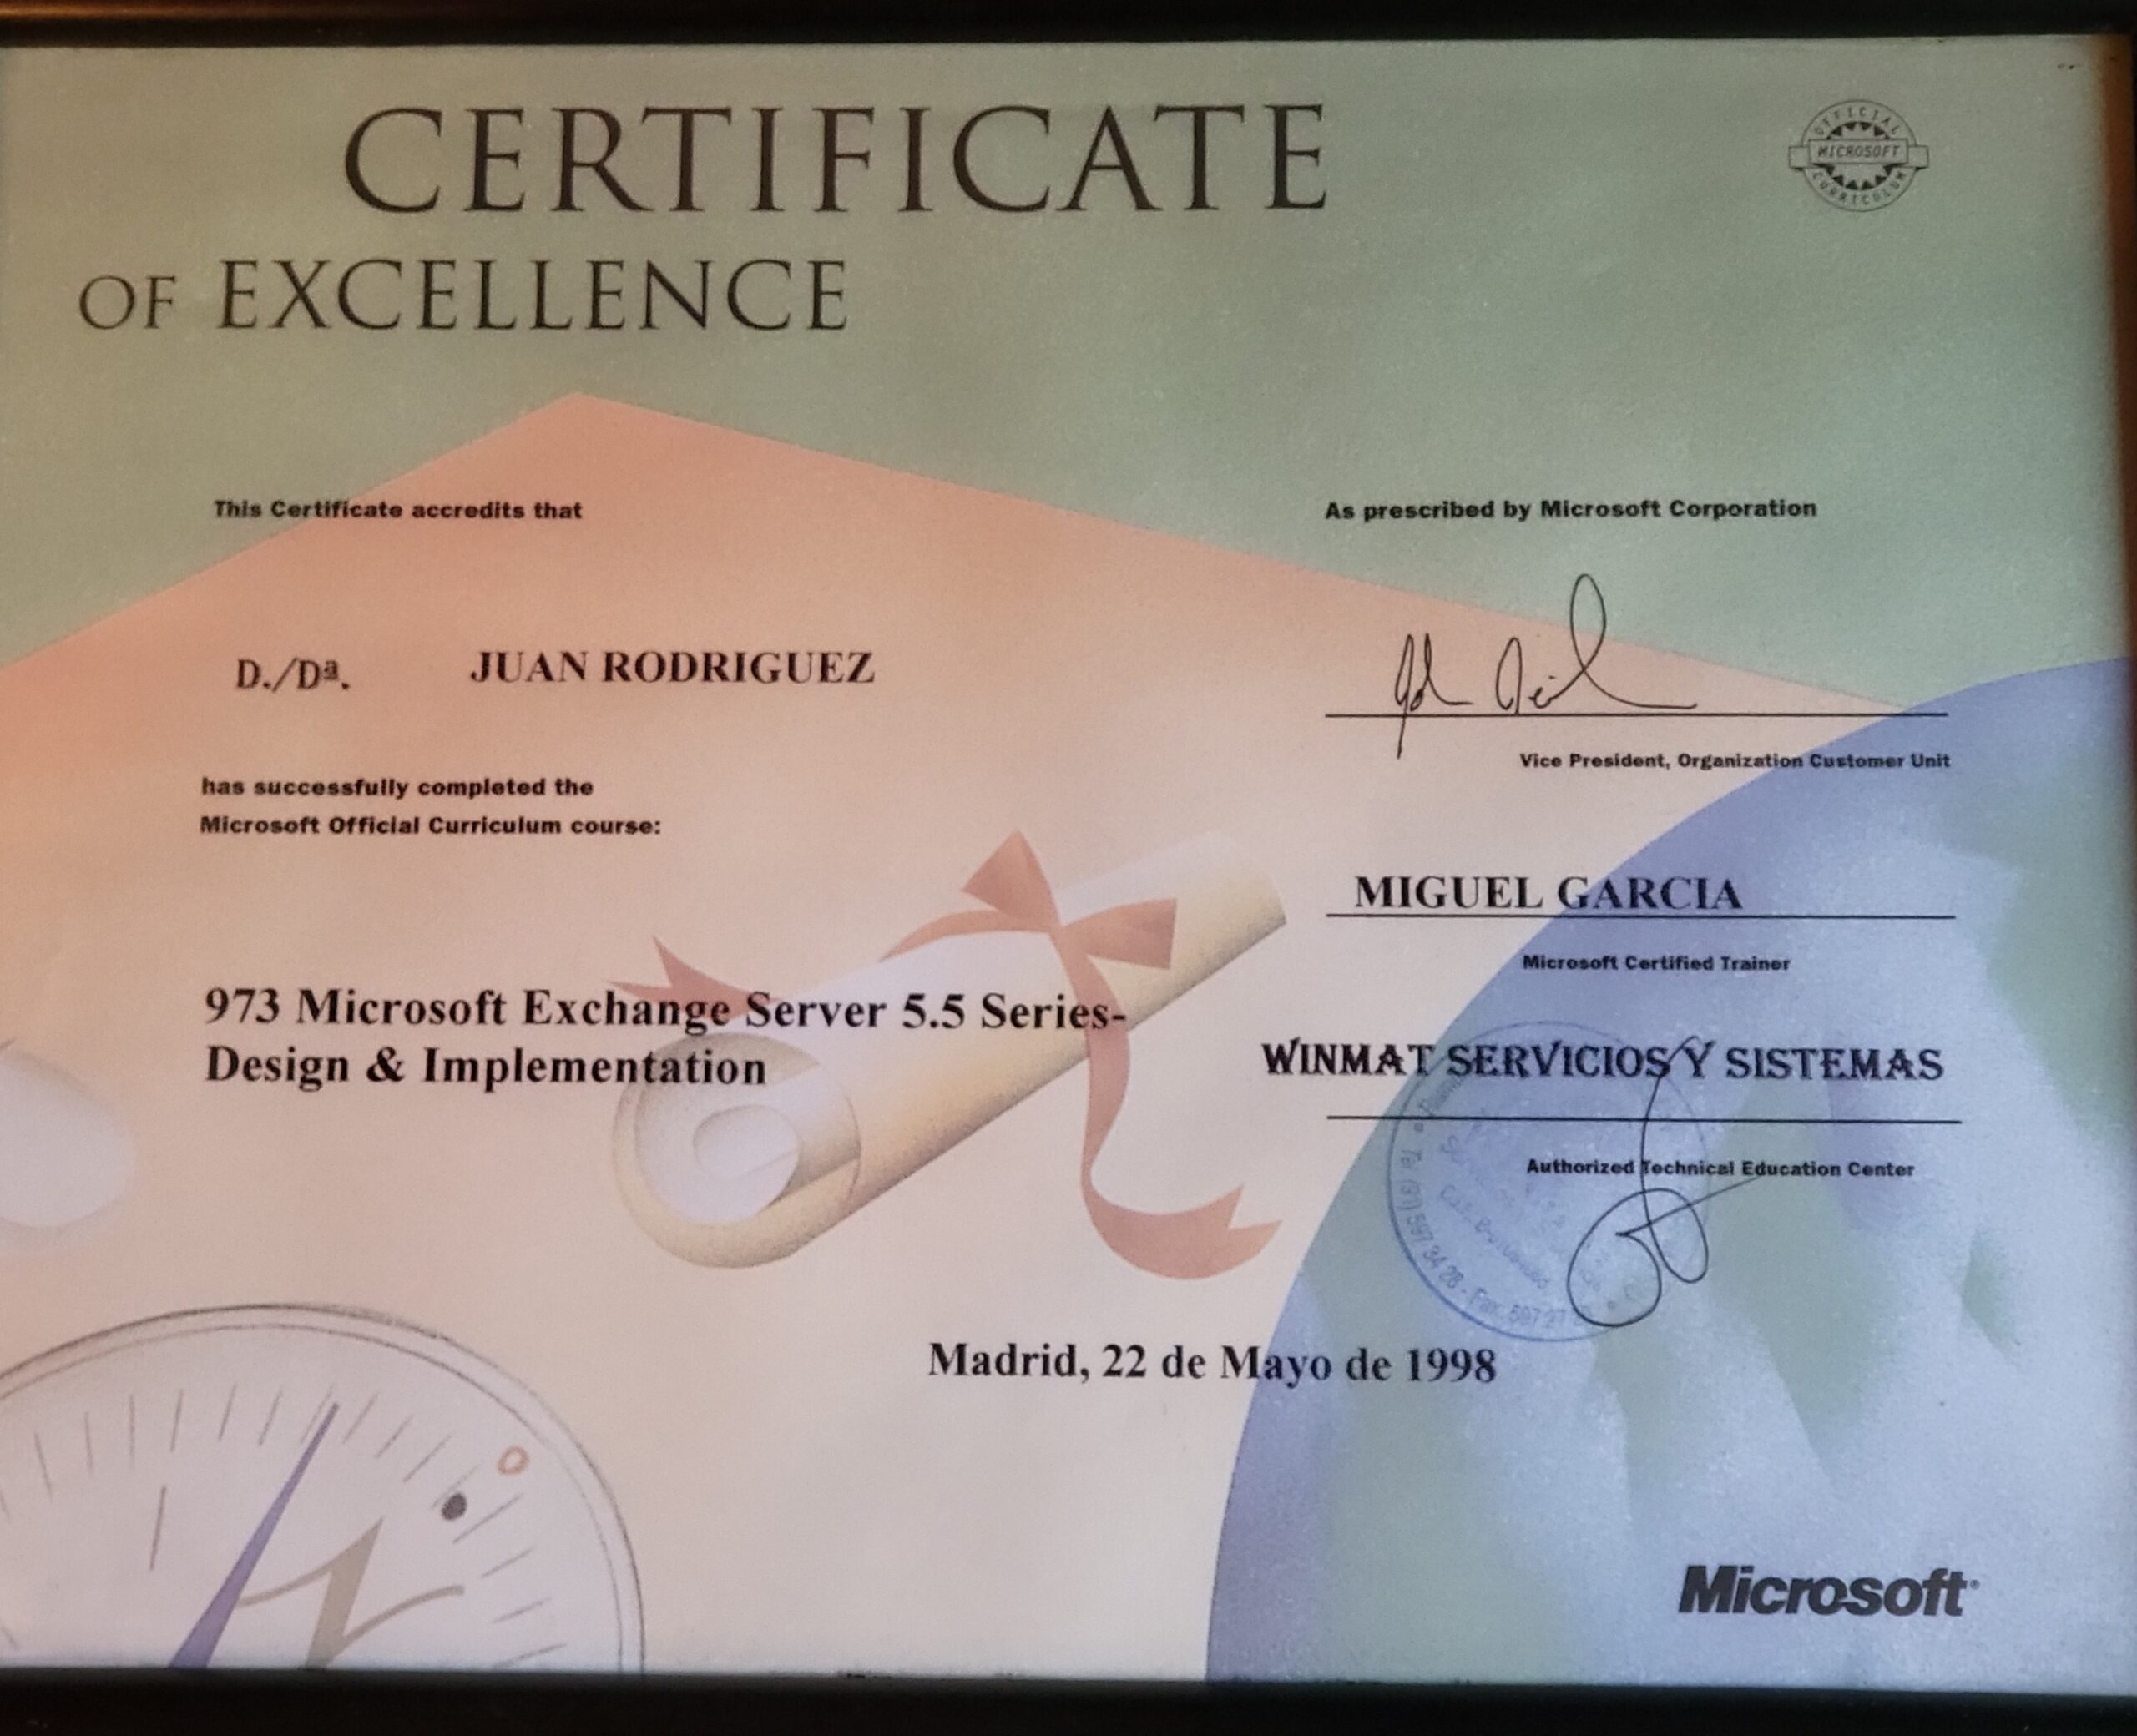 CERTIFICATE
OF EXCELLENCE
OFFICIAL
MICROSOFT
CURRICULUM
This Certificate accredits that
D./Dª. JUAN RODRIGUEZ
has successfully completed the
Microsoft Official Curriculum course:
973 Microsoft Exchange Server 5.5 Series-
Design & Implementation
As prescribed by Microsoft Corporation
Vice President, Organization Customer Unit
MIGUEL GARCIA
Microsoft Certified Trainer
WINMAT SERVICIOS Y SISTEMAS
Authorized Technical Education Center
Madrid, 22 de Mayo de 1998
Microsoft